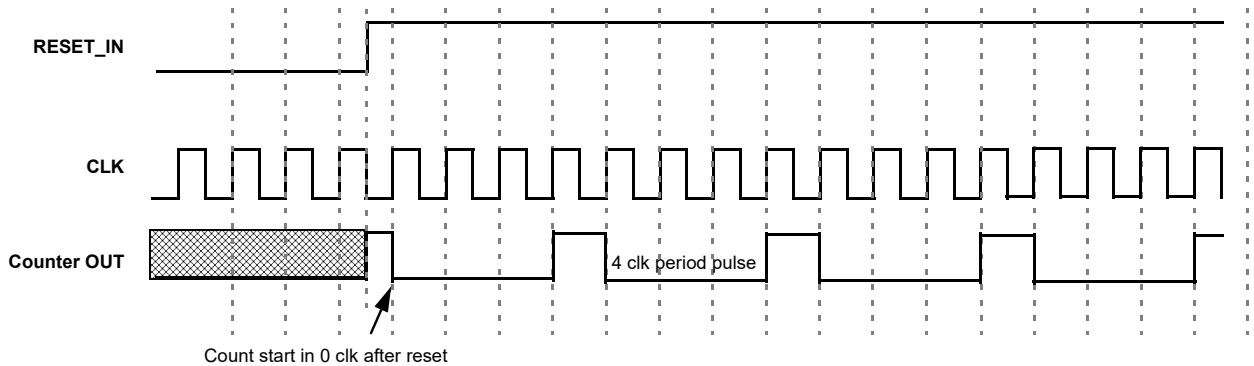 RESET_IN
CLK
Counter OUT
4 clk period pulse
Count start in 0 clk after reset